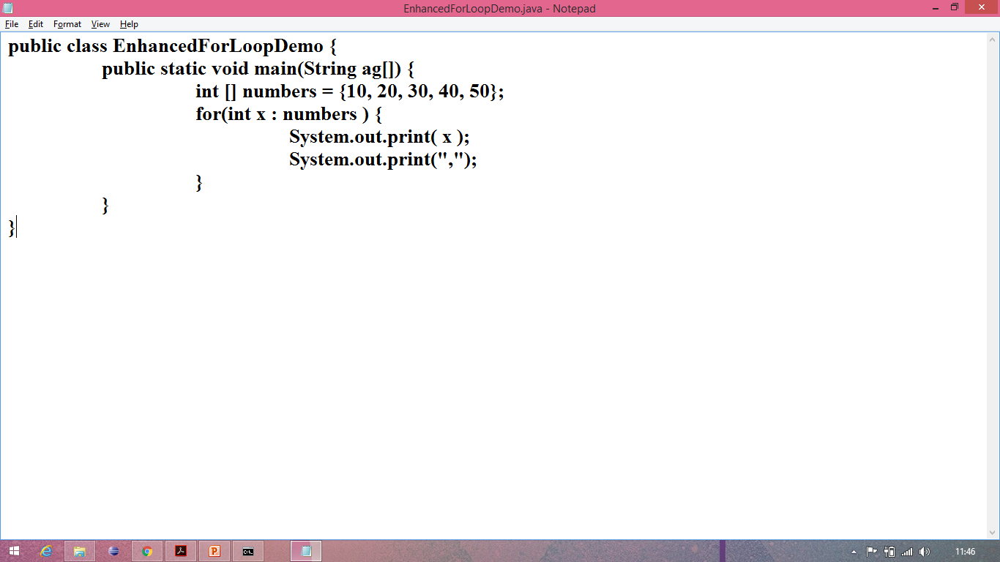 EnhancedForLoopDemo.java - Notepad
File Edit Format View Help
public class EnhancedForLoopDemo {
public static void main(String ag[]) {
int [] numbers = {10, 20, 30, 40, 50};
for(int x : numbers ) {
System.out.print( x );
System.out.print(",");
}
}
}
11:46